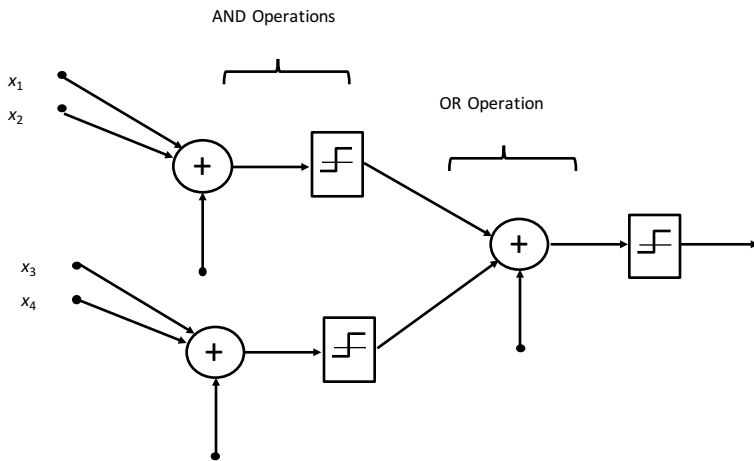 AND Operations
x₁
x₂
OR Operation
+
+
x₃
x₄
+